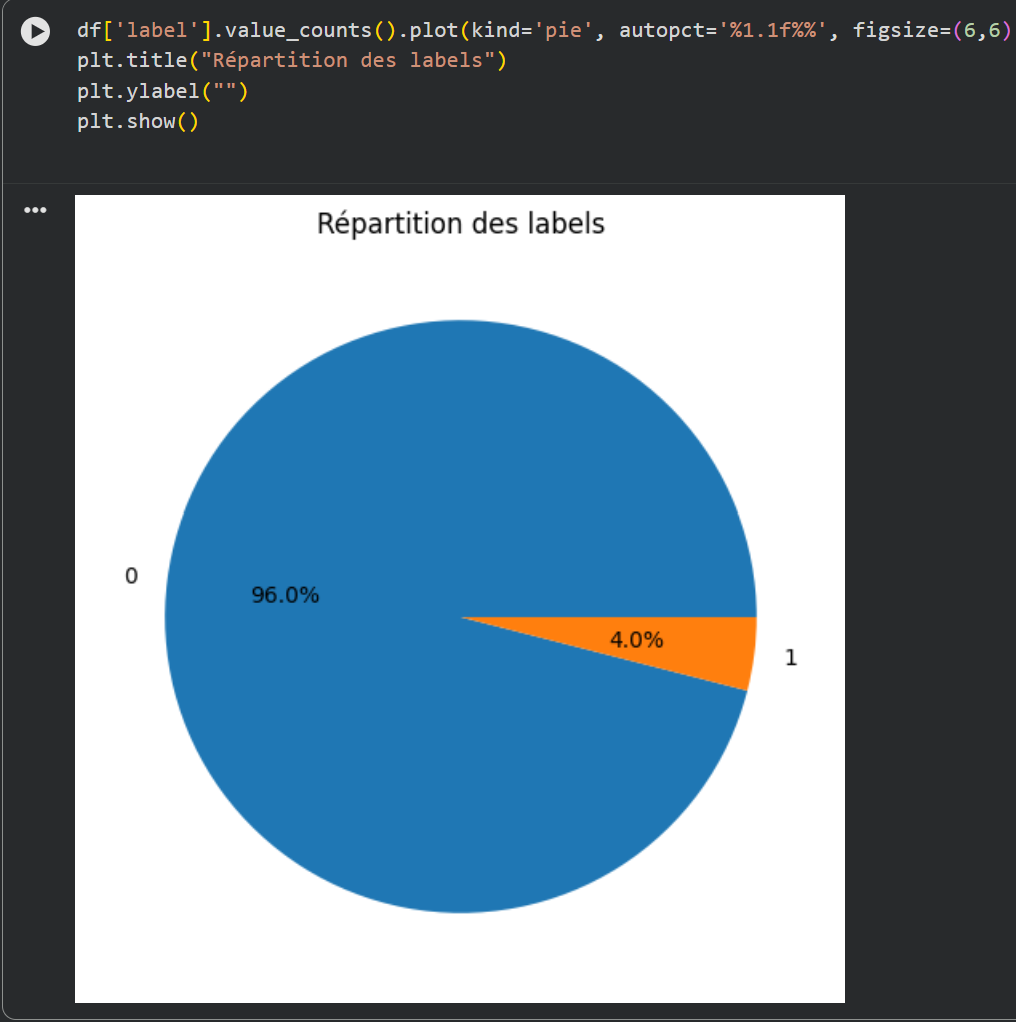 df['label'].value_counts().plot(kind='pie', autopct='%1.1f%%', figsize=(6,6)
plt.title("Répartition des labels")
plt.ylabel("")
plt.show()
Répartition des labels
0
96.0%
4.0%
1